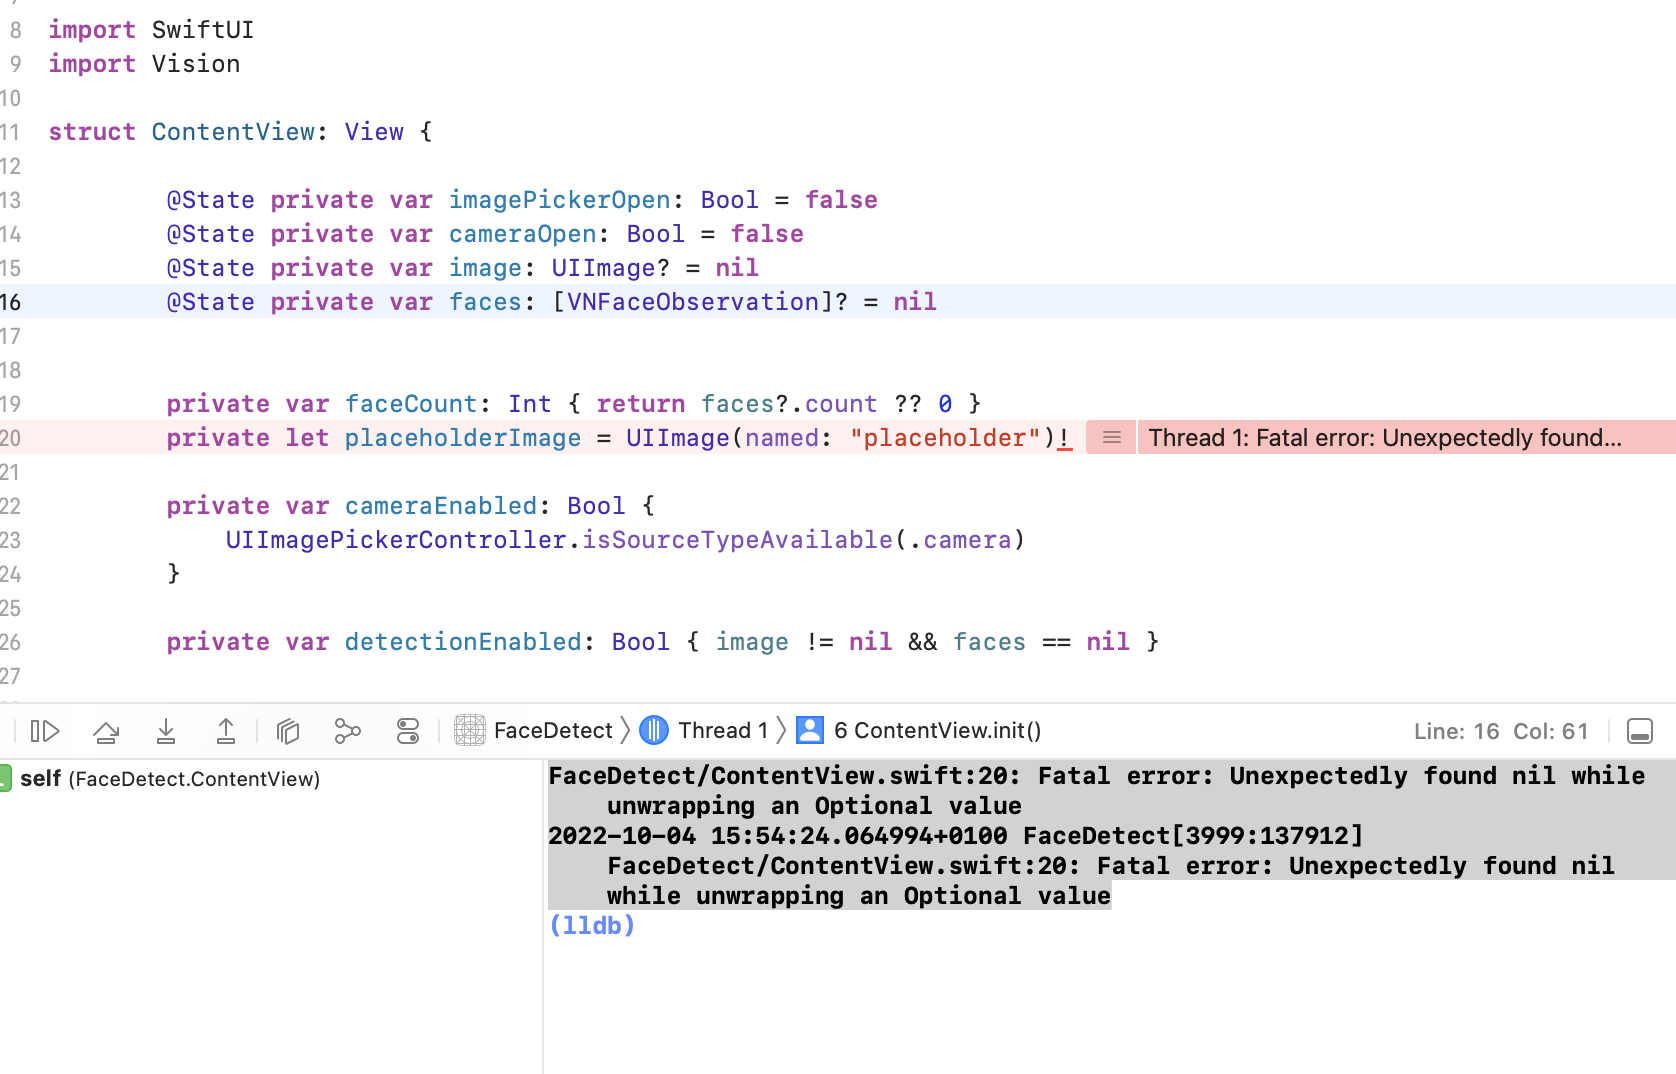 8 import SwiftUI
9 import Vision
10
11 struct ContentView: View {
12
13 @State private var imagePickerOpen: Bool = false
14 @State private var cameraOpen: Bool = false
15 @State private var image: UIImage? = nil
16 @State private var faces: [VNFaceObservation]? = nil
17
18
19 private var faceCount: Int { return faces?.count ?? 0 }
20 private let placeholderImage = UIImage(named: "placeholder")! Thread 1: Fatal error: Unexpectedly found...
21
22 private var cameraEnabled: Bool {
23 UIImagePickerController.isSourceTypeAvailable(.camera)
24 }
25
26 private var detectionEnabled: Bool { image != nil && faces == nil }
27
FaceDetect Thread 1 6 ContentView.init() Line: 16 Col: 61
self (FaceDetect.ContentView)
FaceDetect/ContentView.swift:20: Fatal error: Unexpectedly found nil while
unwrapping an Optional value
2022-10-04 15:54:24.064994+0100 FaceDetect[3999:137912]
FaceDetect/ContentView.swift:20: Fatal error: Unexpectedly found nil
while unwrapping an Optional value
(lldb)